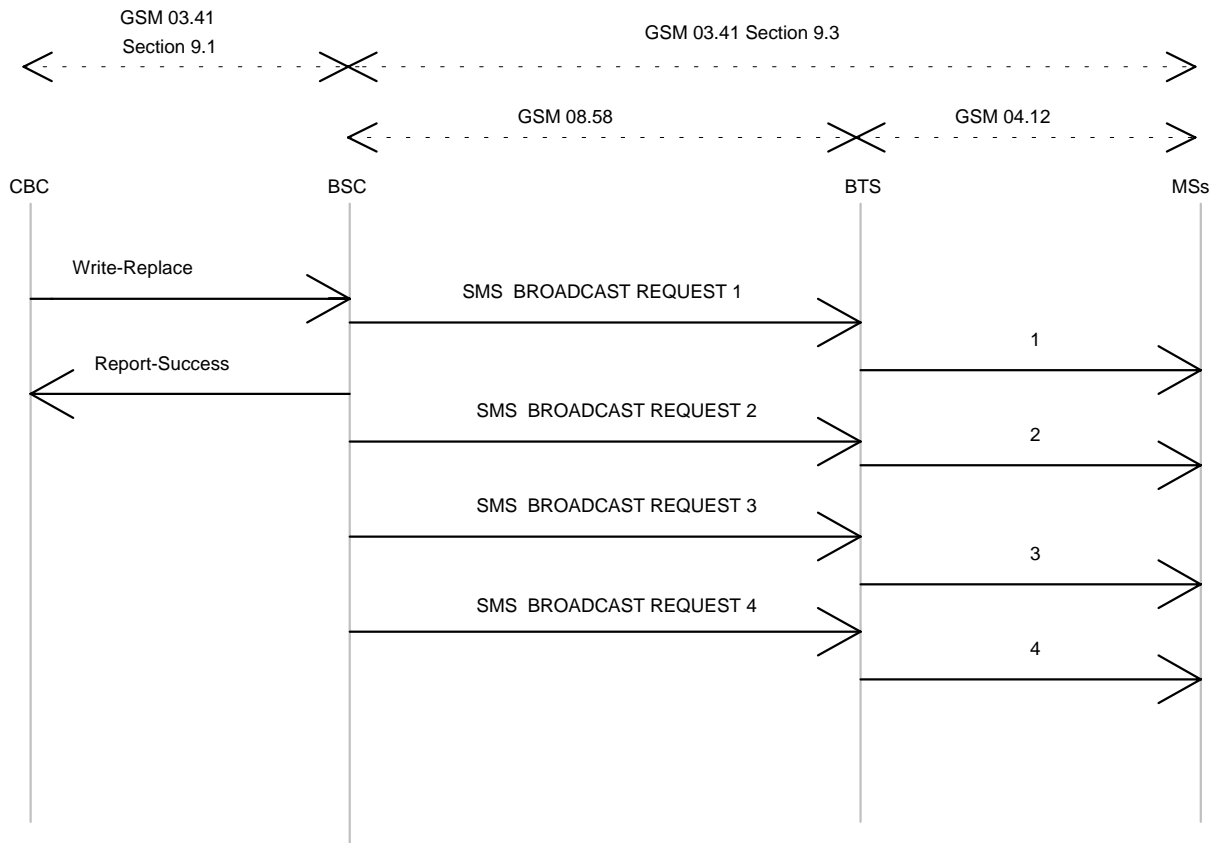 GSM 03.41
Section 9.1
GSM 03.41 Section 9.3
GSM 08.58
GSM 04.12
CBC
BSC
BTS
MSs
Write-Replace
SMS BROADCAST REQUEST 1
1
Report-Success
SMS BROADCAST REQUEST 2
2
SMS BROADCAST REQUEST 3
3
SMS BROADCAST REQUEST 4
4